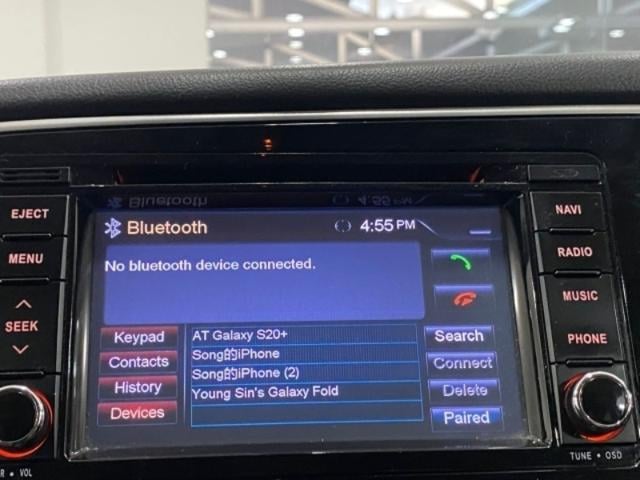 SD
EJECT
MENU
SEEK
Bluetooth
4:55 PM
No bluetooth device connected.
Keypad
Contacts
History
Devices
AT Galaxy S20+
Song的iPhone
Song的iPhone (2)
Young Sin's Galaxy Fold
Search
Connect
Delete
Paired
NAVI
RADIO
MUSIC
PHONE
R • VOL
TUNE • OSD